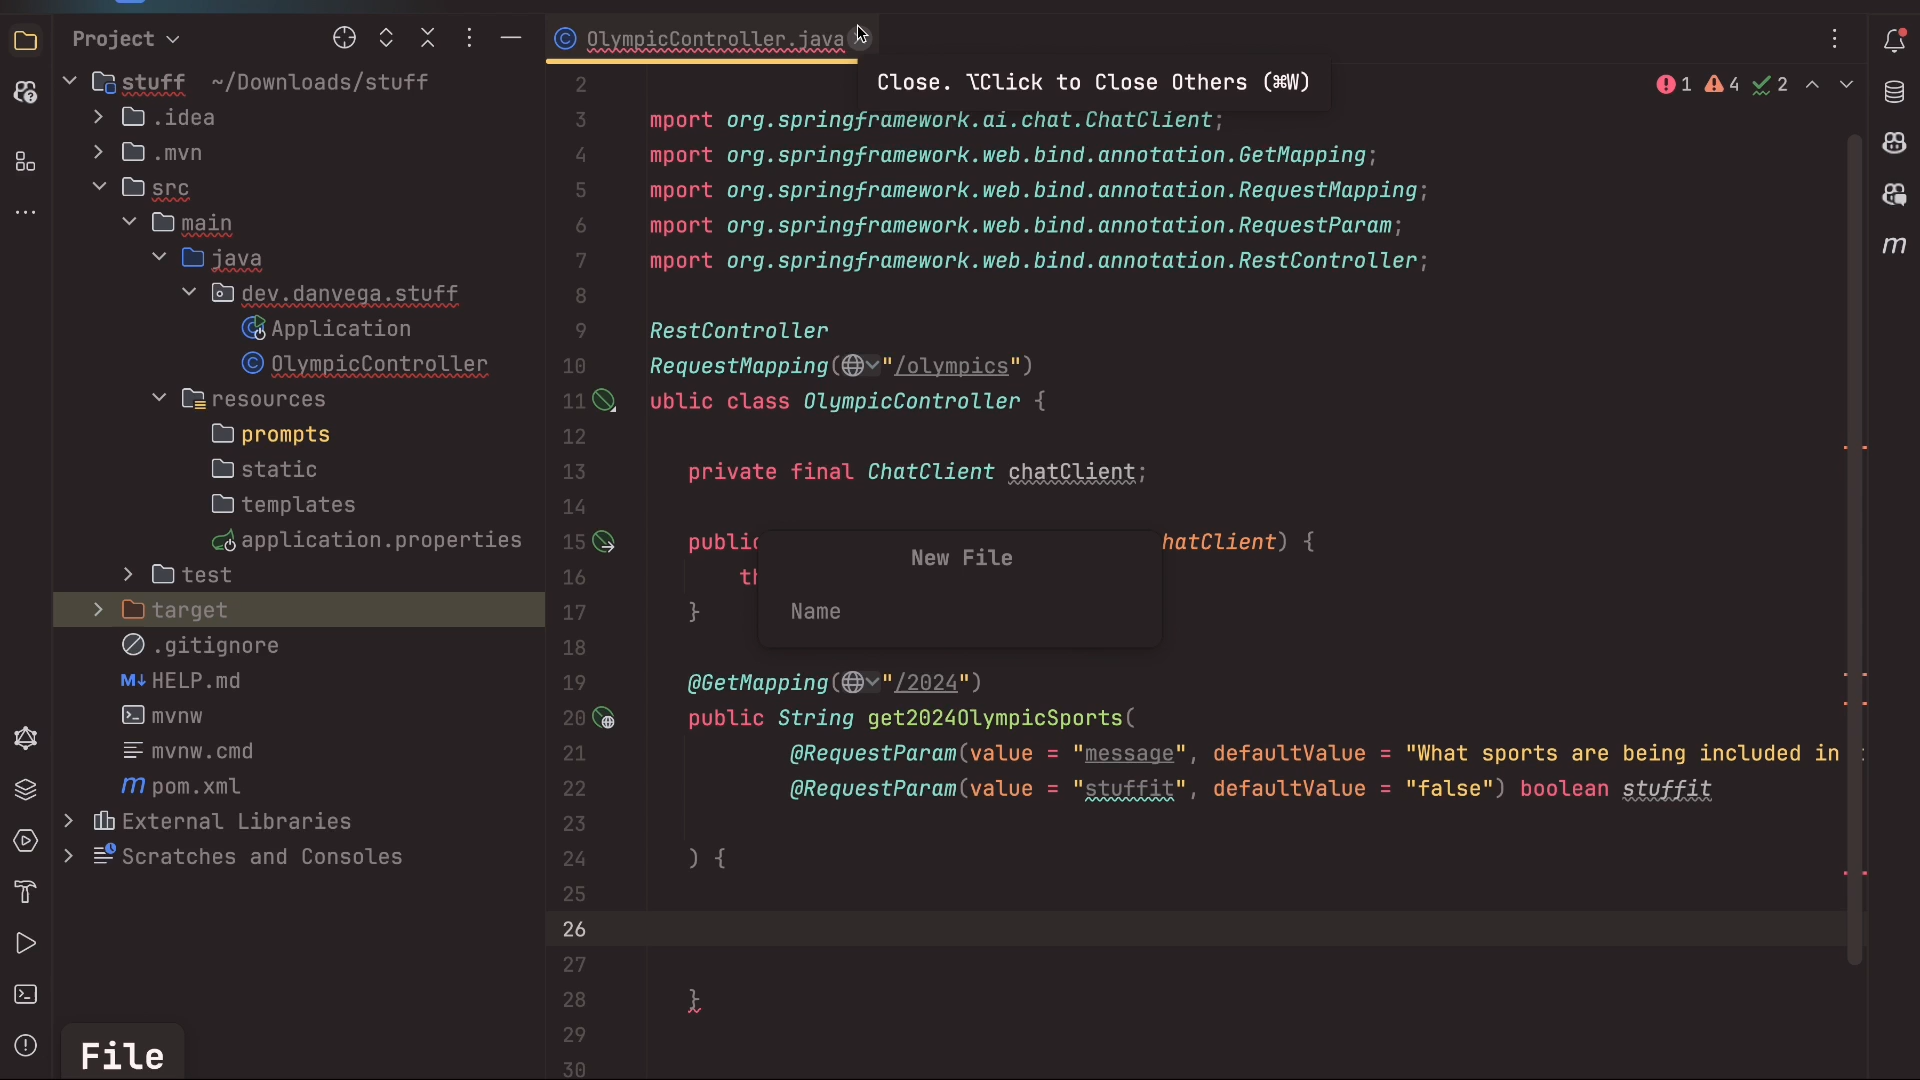 Project
stuff ~/Downloads/stuff
.idea
.mvn
src
main
java
dev.danvega.stuff
Application
OlympicController
resources
prompts
static
templates
application.properties
test
target
.gitignore
M↓ HELP.md
mvnw
mvnw.cmd
m pom.xml
External Libraries
Scratches and Consoles
File
OlympicController.java
Close. ⌥Click to Close Others (⌘W)
1 4 2
2
3 mport org.springframework.ai.chat.ChatClient;
4 mport org.springframework.web.bind.annotation.GetMapping;
5 mport org.springframework.web.bind.annotation.RequestMapping;
6 mport org.springframework.web.bind.annotation.RequestParam;
7 mport org.springframework.web.bind.annotation.RestController;
8
9 RestController
10 RequestMapping("/olympics")
11 ublic class OlympicController {
12
13 private final ChatClient chatClient;
14
15 public hatClient) {
16 th
17 }
18
19 @GetMapping("/2024")
20 public String get2024OlympicSports(
21 @RequestParam(value = "message", defaultValue = "What sports are being included in
22 @RequestParam(value = "stuffit", defaultValue = "false") boolean stuffit
23
24 ) {
25
26
27
28 }
29
30
New File
Name
m